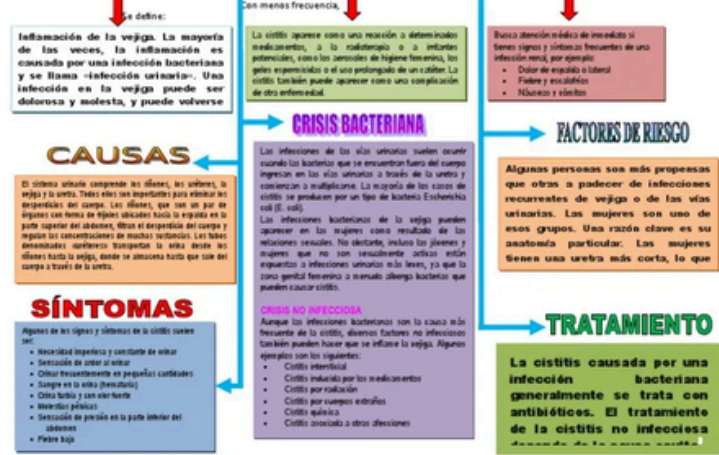 Se define:
Con menos frecuencia,
Inflamación de la vejiga. La mayoría
de las veces, la inflamación es
causada por una infección bacteriana
y se llama «infección urinaria». Una
infección en la vejiga puede ser
dolorosa y molesta, y puede volverse
La cistitis aparece como una reacción a determinados
medicamentos, a la radioterapia o a irritantes
potenciales, como los aerosoles de higiene femenina, los
geles espermicidas o el uso prolongado de un catéter. La
cistitis también puede aparecer como una complicación
de otra enfermedad.
Busca atención médica de inmediato si
tienes signos y síntomas frecuentes de una
infección renal, por ejemplo:
• Dolor de espalda o lateral
• Fiebre y escalofríos
• Náuseas y vómitos
CAUSAS
El sistema urinario comprende los riñones, los uréteres, la
vejiga y la uretra. Todos ellos son importantes para eliminar los
desperdicios del cuerpo. Los riñones, que son un par de
órganos con forma de frijoles ubicados hacia la espalda en la
parte superior del abdomen, filtran el desperdicio del cuerpo y
regulan las concentraciones de muchas sustancias. Los tubos
denominados «uréteres» transportan la orina desde los
riñones hasta la vejiga, donde se almacena hasta que sale del
cuerpo a través de la uretra.
SÍNTOMAS
Algunos de los signos y síntomas de la cistitis suelen
ser:
• Necesidad imperiosa y constante de orinar
• Sensación de ardor al orinar
• Orinar frecuentemente en pequeñas cantidades
• Sangre en la orina (hematuria)
• Orina turbia y con olor fuerte
• Molestias pélvicas
• Sensación de presión en la parte inferior del
abdomen
• Fiebre baja
CRISIS BACTERIANA
Las infecciones de las vías urinarias suelen ocurrir
cuando las bacterias que se encuentran fuera del cuerpo
ingresan en las vías urinarias a través de la uretra y
comienzan a multiplicarse. La mayoría de los casos de
cistitis se producen por un tipo de bacteria Escherichia
coli (E. coli).
Las infecciones bacterianas de la vejiga pueden
aparecer en las mujeres como resultado de las
relaciones sexuales. No obstante, incluso las jóvenes y
mujeres que no son sexualmente activas están
expuestas a infecciones urinarias más leves, ya que la
zona genital femenina a menudo alberga bacterias que
pueden causar cistitis.
CRISIS NO INFECCIOSA
Aunque las infecciones bacterianas son la causa más
frecuente de la cistitis, diversos factores no infecciosos
también pueden hacer que se inflame la vejiga. Algunos
ejemplos son los siguientes:
• Cistitis intersticial
• Cistitis inducida por los medicamentos
• Cistitis por radiación
• Cistitis por cuerpos extraños
• Cistitis química
• Cistitis asociada a otras afecciones
FACTORES DE RIESGO
Algunas personas son más propensas
que otras a padecer de infecciones
recurrentes de vejiga o de las vías
urinarias. Las mujeres son uno de
esos grupos. Una razón clave es su
anatomía particular. Las mujeres
tienen una uretra más corta, lo que
TRATAMIENTO
La cistitis causada por una
infección bacteriana
generalmente se trata con
antibióticos. El tratamiento
de la cistitis no infecciosa